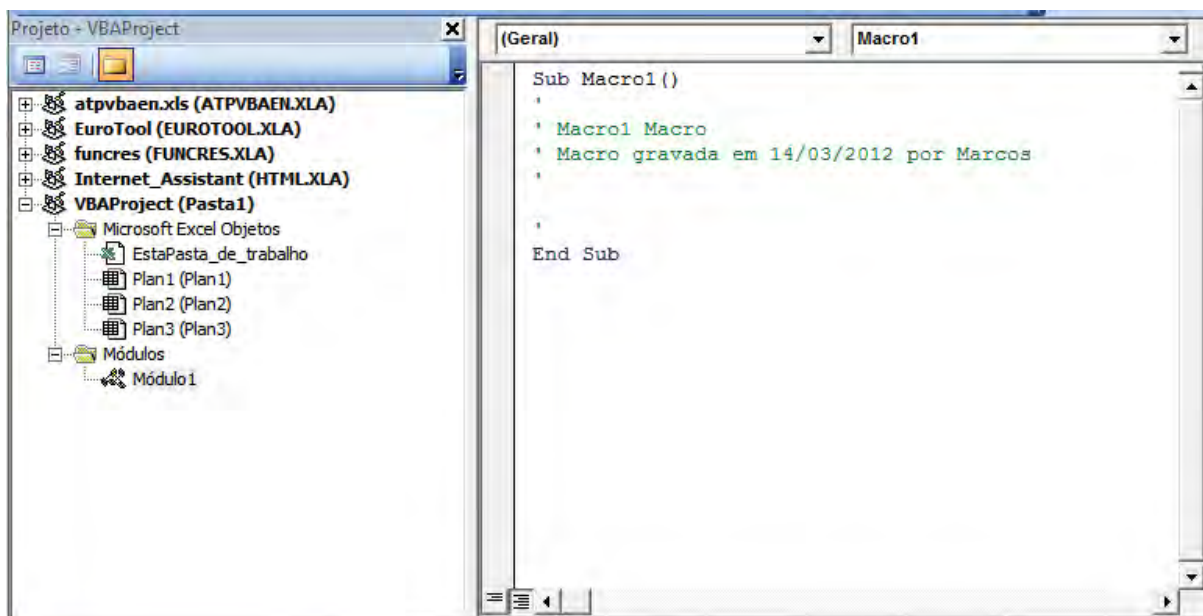 Projeto - VBAProject
atpvbaen.xls (ATPVBAEN.XLA)
EuroTool (EUROTOOL.XLA)
funcres (FUNCRES.XLA)
Internet_Assistant (HTML.XLA)
VBAProject (Pasta1)
Microsoft Excel Objetos
EstaPasta_de_trabalho
Plan1 (Plan1)
Plan2 (Plan2)
Plan3 (Plan3)
Módulos
Módulo1
(Geral) Macro1
Sub Macro1()
'
' Macro1 Macro
' Macro gravada em 14/03/2012 por Marcos
'
'
End Sub